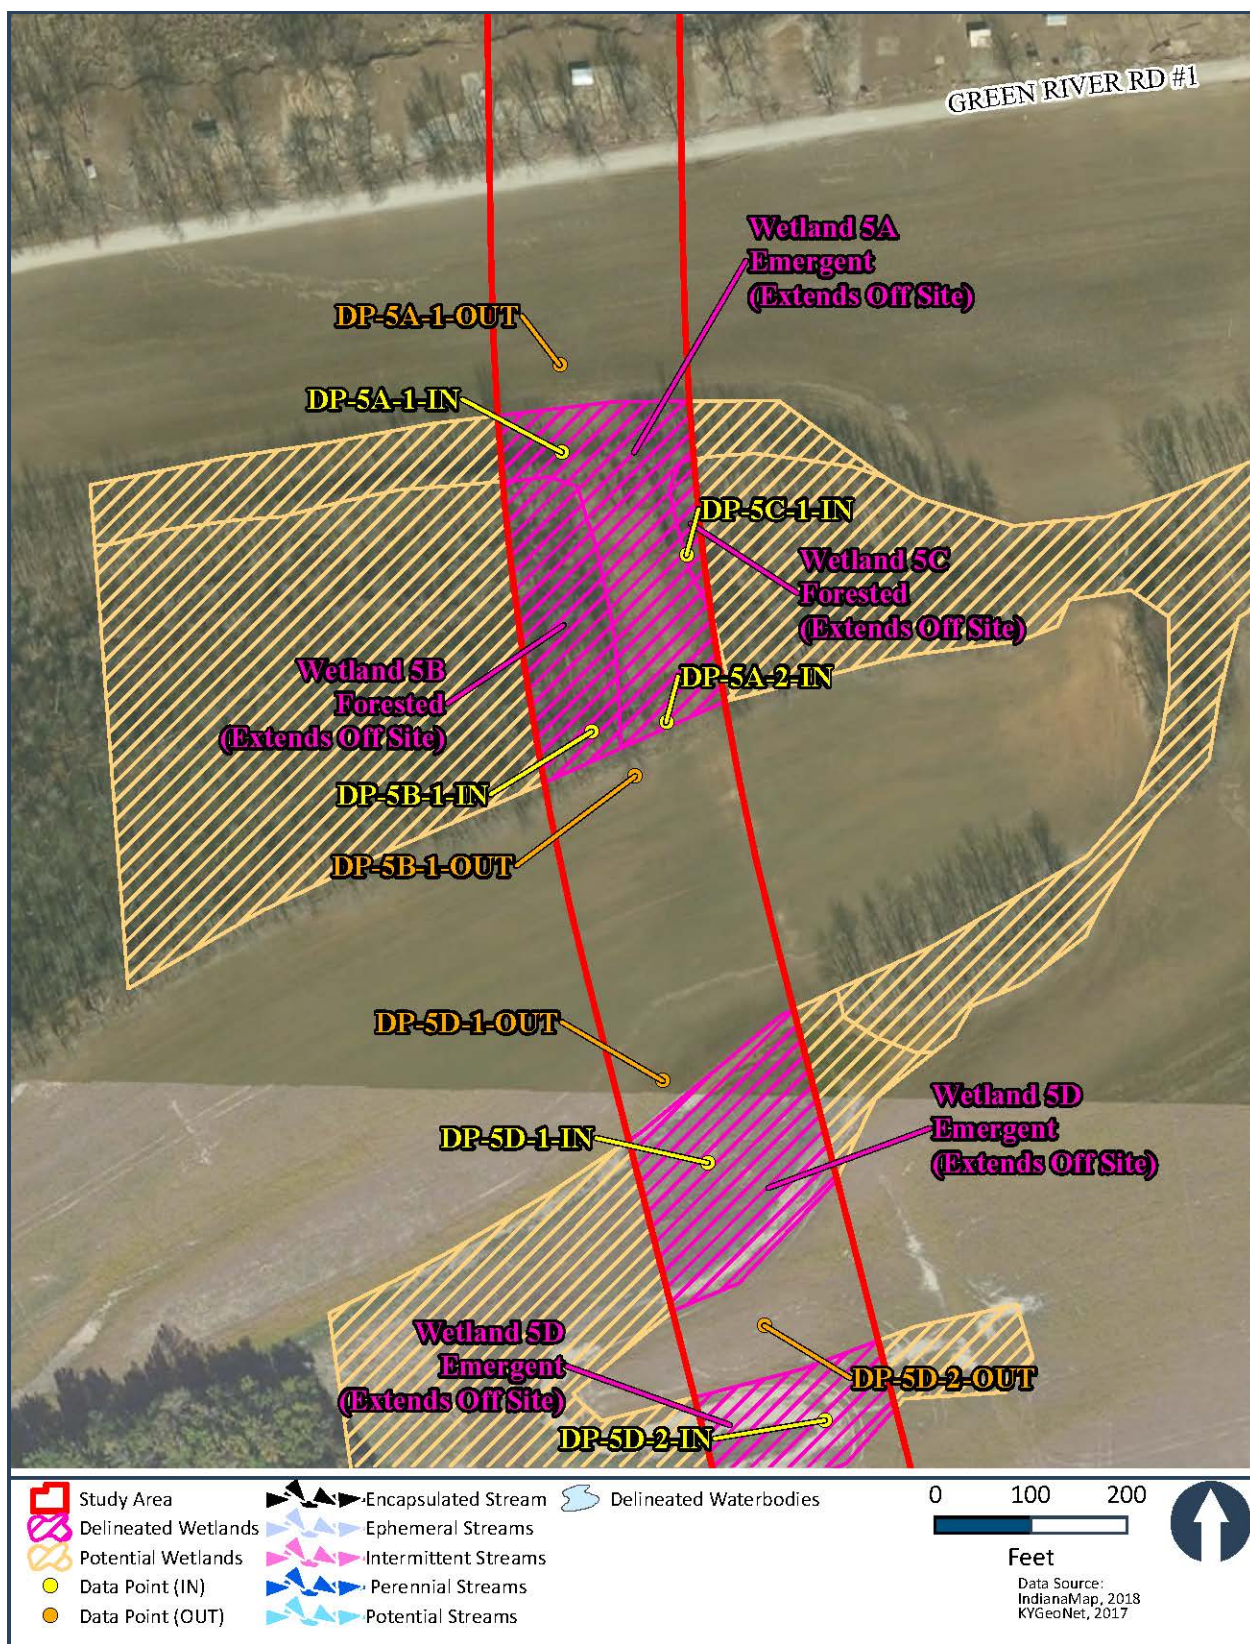 GREEN RIVER RD #1
Wetland 5A
Emergent
(Extends Off Site)
DP-5A-1-OUT
DP-5A-1-IN
DP-5C-1-IN
Wetland 5C
Forested
(Extends Off Site)
Wetland 5B
Forested
(Extends Off Site)
DP-5A-2-IN
DP-5B-1-IN
DP-5B-1-OUT
DP-5D-1-OUT
Wetland 5D
Emergent
(Extends Off Site)
DP-5D-1-IN
Wetland 5D
Emergent
(Extends Off Site)
DP-5D-2-OUT
DP-5D-2-IN
Study Area
Delineated Wetlands
Potential Wetlands
Data Point (IN)
Data Point (OUT)
Encapsulated Stream
Ephemeral Streams
Intermittent Streams
Perennial Streams
Potential Streams
Delineated Waterbodies
0 100 200
Feet
Data Source:
IndianaMap, 2018
KYGeoNet, 2017